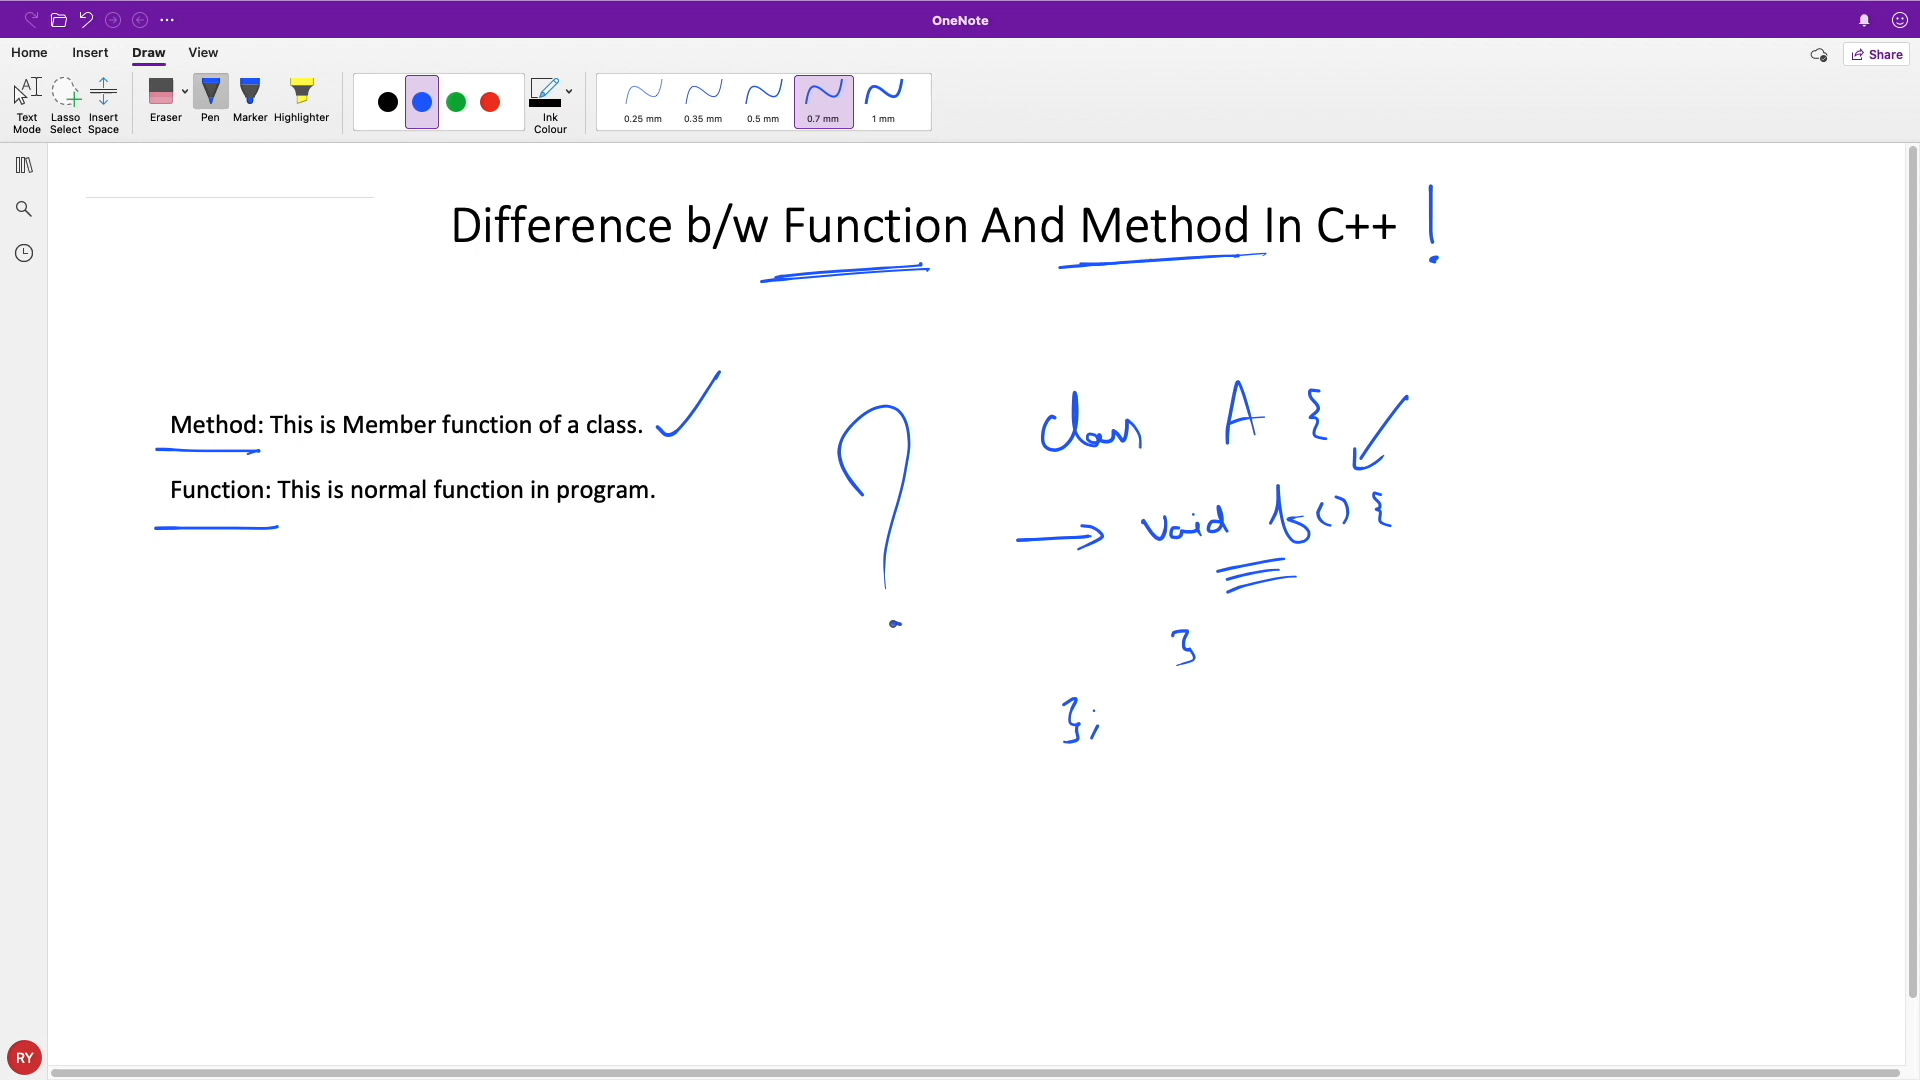 OneNote
Home Insert Draw View
Share
Text Mode
Lasso Select
Insert Space
Eraser
Pen
Marker
Highlighter
Ink Colour
0.25 mm
0.35 mm
0.5 mm
0.7 mm
1 mm
Difference b/w Function And Method In C++ !
Method: This is Member function of a class.
Function: This is normal function in program.
?
class A {
void f() {
}
};
RY